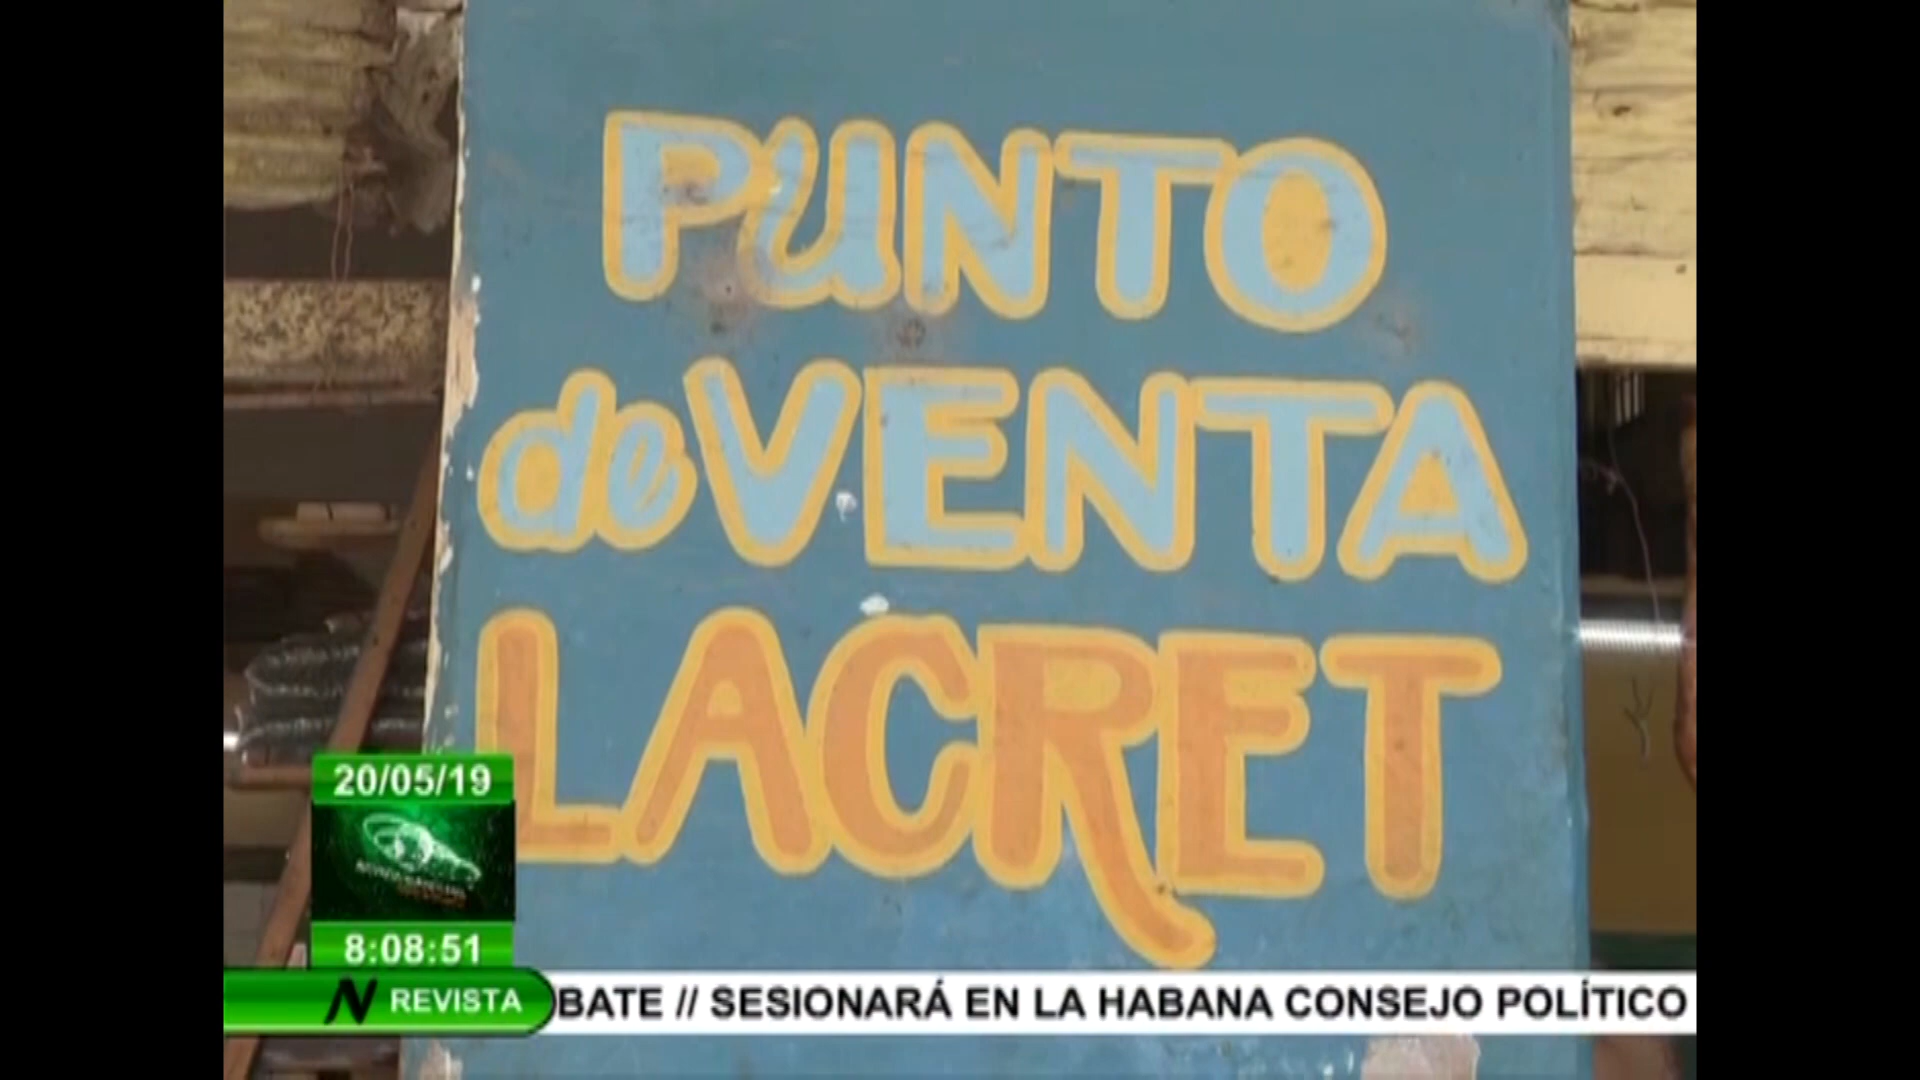 PUNTO
de VENTA
LACRET
20/05/19
8:08:51
N REVISTA
BATE // SESIONARÁ EN LA HABANA CONSEJO POLÍTICO